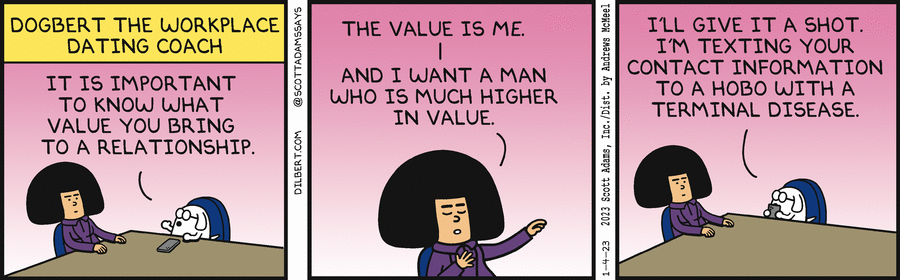 DOGBERT THE WORKPLACE
DATING COACH
IT IS IMPORTANT
TO KNOW WHAT
VALUE YOU BRING
TO A RELATIONSHIP.
DILBERT.COM @SCOTTADAMSSAYS
THE VALUE IS ME.
AND I WANT A MAN
WHO IS MUCH HIGHER
IN VALUE.
1-4-23 2023 Scott Adams, Inc./Dist. by Andrews McMeel
I'LL GIVE IT A SHOT.
I'M TEXTING YOUR
CONTACT INFORMATION
TO A HOBO WITH A
TERMINAL DISEASE.